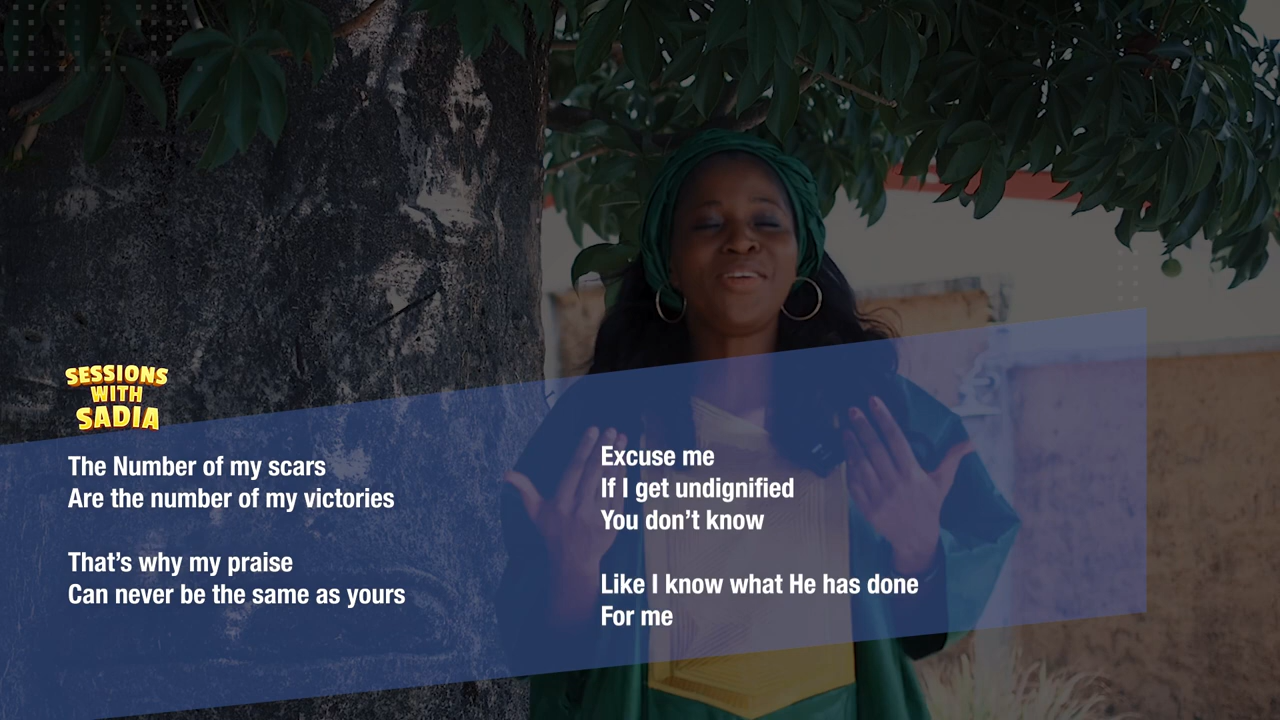 SESSIONS
WITH
SADIA
The Number of my scars
Are the number of my victories
That’s why my praise
Can never be the same as yours
Excuse me
If I get undignified
You don’t know
Like I know what He has done
For me